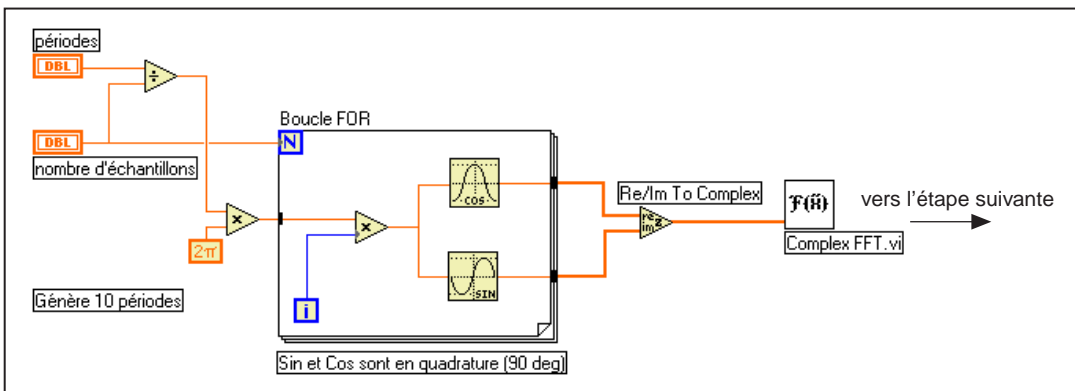 périodes
DBL
÷
DBL
nombre d'échantillons
Boucle FOR
N
×
2π
×
i
COS
SIN
Re/Im To Complex
re
im z
F(x)
Complex FFT.vi
vers l'étape suivante
Génère 10 périodes
Sin et Cos sont en quadrature (90 deg)